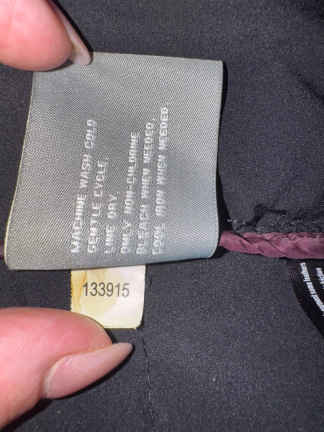 MACHINE WASH COLD
GENTLE CYCLE.
LINE DRY.
ONLY NON-CHLORINE
BLEACH WHEN NEEDED.
COOL IRON WHEN NEEDED.
133915